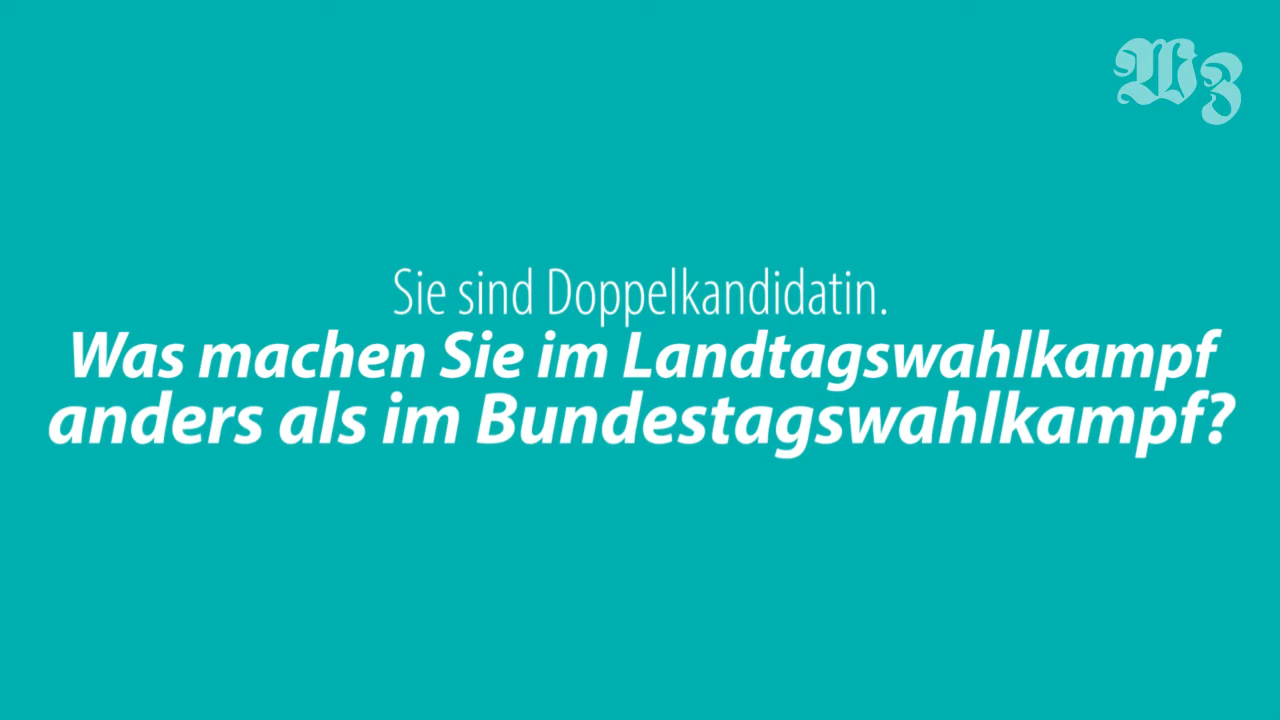 WZ
Sie sind Doppelkandidatin.
Was machen Sie im Landtagswahlkampf
anders als im Bundestagswahlkampf?